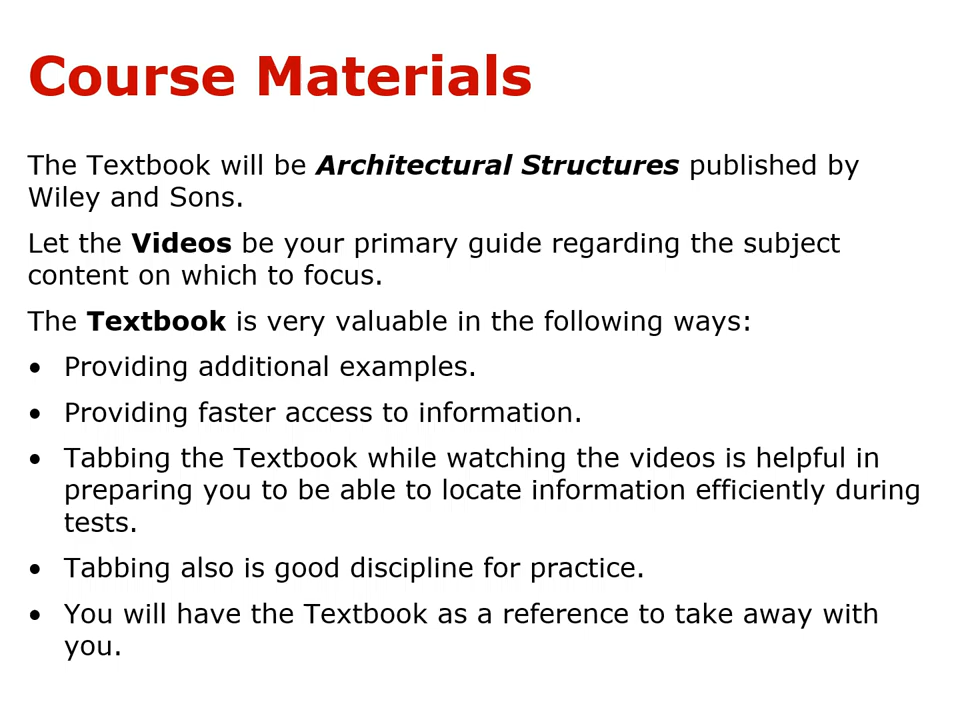 Course Materials
The Textbook will be Architectural Structures published by
Wiley and Sons.
Let the Videos be your primary guide regarding the subject
content on which to focus.
The Textbook is very valuable in the following ways:
• Providing additional examples.
• Providing faster access to information.
• Tabbing the Textbook while watching the videos is helpful in
preparing you to be able to locate information efficiently during
tests.
• Tabbing also is good discipline for practice.
• You will have the Textbook as a reference to take away with
you.